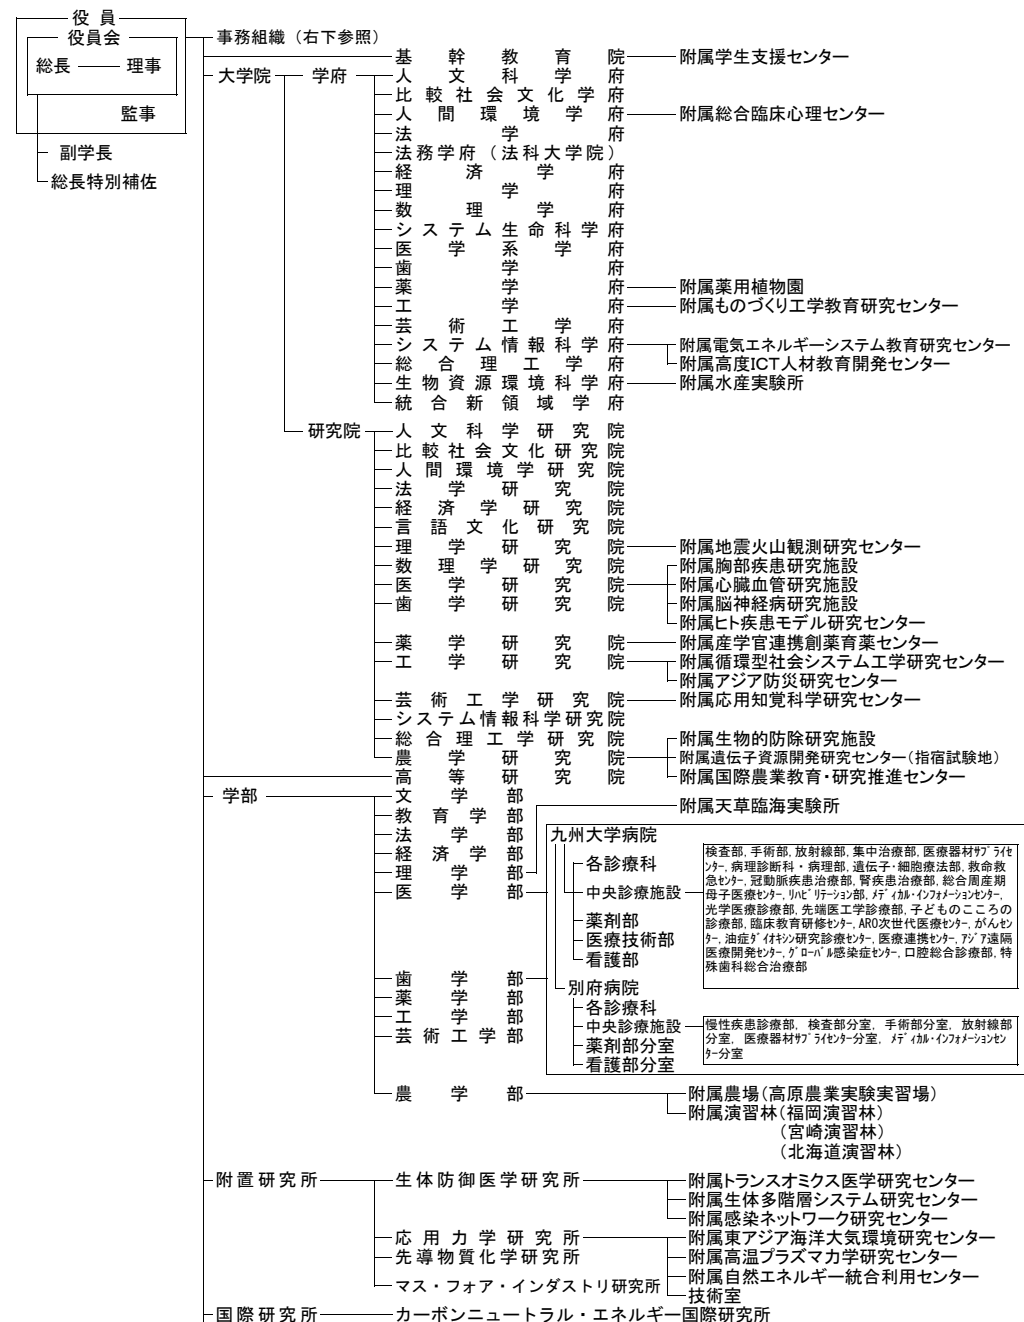 役員
役員会
総長 理事
監事
副学長
総長特別補佐
事務組織（右下参照）
基幹教育院 附属学生支援センター
大学院 学府 人文科学府
比較社会文化学府
人間環境学府 附属総合臨床心理センター
法学府
法務学府（法科大学院）
経済学府
理学府
数理学府
システム生命科学府
医学系学府
歯学府
薬学府 附属薬用植物園
工学府 附属ものづくり工学教育研究センター
芸術工学府
システム情報科学府 附属電気エネルギーシステム教育研究センター
総合理工学府 附属高度ICT人材教育開発センター
生物資源環境科学府 附属水産実験所
統合新領域学府
研究院 人文科学研究院
比較社会文化研究院
人間環境学研究院
法学研究院
経済学研究院
言語文化研究院
理学研究院 附属地震火山観測研究センター
数理学研究院 附属胸部疾患研究施設
医学研究院 附属心臓血管研究施設
歯学研究院 附属脳神経病研究施設
附属ヒト疾患モデル研究センター
薬学研究院 附属産学官連携創薬育薬センター
工学研究院 附属循環型社会システム工学研究センター
附属アジア防災研究センター
芸術工学研究院 附属応用知覚科学研究センター
システム情報科学研究院
総合理工学研究院 附属生物的防除研究施設
農学研究院 附属遺伝子資源開発研究センター（指宿試験地）
高等研究院 附属国際農業教育・研究推進センター
学部 文学部
附属天草臨海実験所
教育学部
法学部
経済学部
理学部
医学部
九州大学病院
各診療科
中央診療施設
検査部，手術部，放射線部，集中治療部，医療器材ｻﾌﾟﾗｲｾ
ﾝﾀｰ，病理診断科・病理部，遺伝子・細胞療法部，救命救
急ｾﾝﾀｰ，冠動脈疾患治療部，腎疾患治療部，総合周産期
母子医療ｾﾝﾀｰ，ﾘﾊﾋﾞﾘﾃｰｼｮﾝ部，ﾒﾃﾞｨｶﾙ・ｲﾝﾌｫﾒｰｼｮﾝｾﾝﾀｰ，
光学医療診療部，先端医工学診療部，子どものこころの
診療部，臨床教育研修ｾﾝﾀｰ，ARO次世代医療ｾﾝﾀｰ，がんｾﾝ
ﾀｰ，油症ﾀﾞｲｵｷｼﾝ研究診療ｾﾝﾀｰ，医療連携ｾﾝﾀｰ，ｱｼﾞｱ遠隔
医療開発ｾﾝﾀｰ，ｸﾞﾛｰﾊﾞﾙ感染症ｾﾝﾀｰ，口腔総合診療部，特
殊歯科総合治療部
薬剤部
医療技術部
看護部
歯学部
薬学部
工学部
芸術工学部
別府病院
各診療科
中央診療施設
慢性疾患診療部，検査部分室，手術部分室，放射線部
分室，医療器材ｻﾌﾟﾗｲｾﾝﾀｰ分室，ﾒﾃﾞｨｶﾙ・ｲﾝﾌｫﾒｰｼｮﾝｾﾝ
ﾀｰ分室
薬剤部分室
看護部分室
農学部 附属農場（高原農業実験実習場）
附属演習林（福岡演習林）
（宮崎演習林）
（北海道演習林）
附置研究所 生体防御医学研究所 附属トランスオミクス医学研究センター
附属生体多階層システム研究センター
附属感染ネットワーク研究センター
応用力学研究所 附属東アジア海洋大気環境研究センター
先導物質化学研究所 附属高温プラズマ力学研究センター
附属自然エネルギー統合利用センター
マス・フォア・インダストリ研究所 技術室
国際研究所 カーボンニュートラル・エネルギー国際研究所